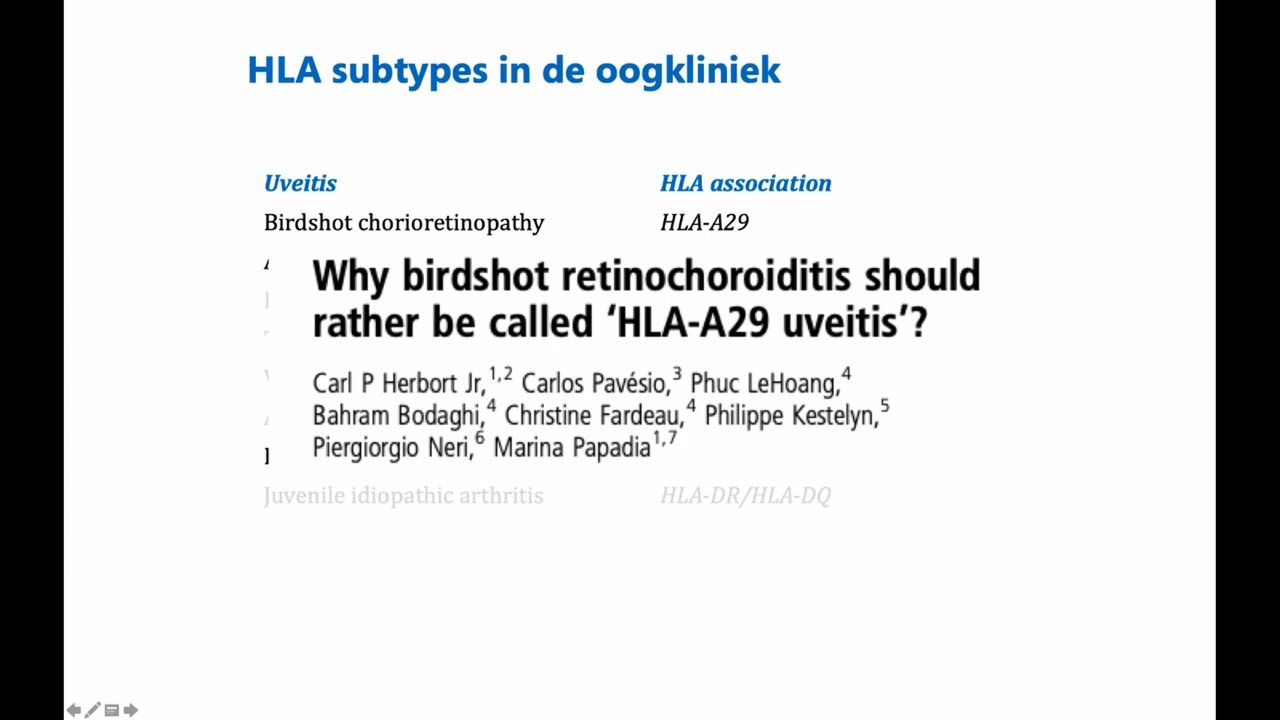 HLA subtypes in de oogkliniek
Uveitis HLA association
Birdshot chorioretinopathy HLA-A29
Why birdshot retinochoroiditis should
rather be called ‘HLA-A29 uveitis’?
Carl P Herbort Jr,1,2 Carlos Pavésio,3 Phuc LeHoang,4
Bahram Bodaghi,4 Christine Fardeau,4 Philippe Kestelyn,5
Piergiorgio Neri,6 Marina Papadia1,7
Juvenile idiopathic arthritis HLA-DR/HLA-DQ